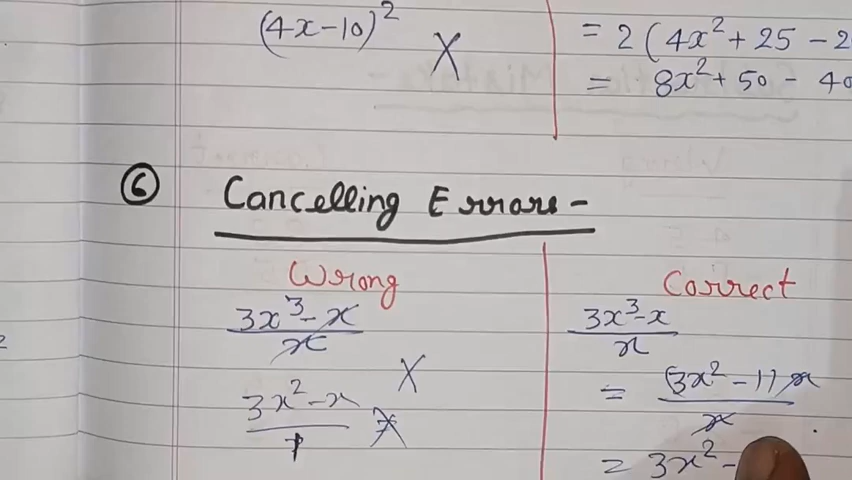 (4x-10)²
X
= 2 (4x² + 25 - 2
= 8x² + 50 - 40
⑥ Cancelling Errors -
Wrong
3x³ - x
x
X
3x² - x
1
X
Correct
3x³ - x
x
= (3x² - 1) x
x
= 3x² -